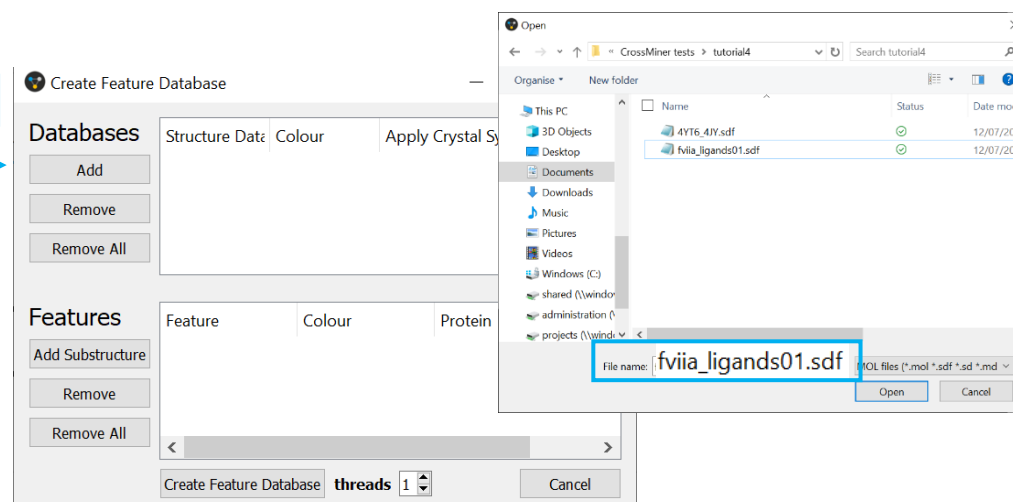 Create Feature Database
Databases
Add
Remove
Remove All
Structure Data Colour Apply Crystal Sy
Features
Add Substructure
Remove
Remove All
Feature Colour Protein
Create Feature Database threads 1 Cancel
Open
« CrossMiner tests > tutorial4 Search tutorial4
Organise New folder
This PC
3D Objects
Desktop
Documents
Downloads
Music
Pictures
Videos
Windows (C:)
shared (\\windo
administration (\
projects (\\windo
Name Status Date mo
4YT6_4JY.sdf 12/07/20
fviia_ligands01.sdf 12/07/20
File name: fviia_ligands01.sdf MOL files (*.mol *.sdf *.sd *.md
Open Cancel